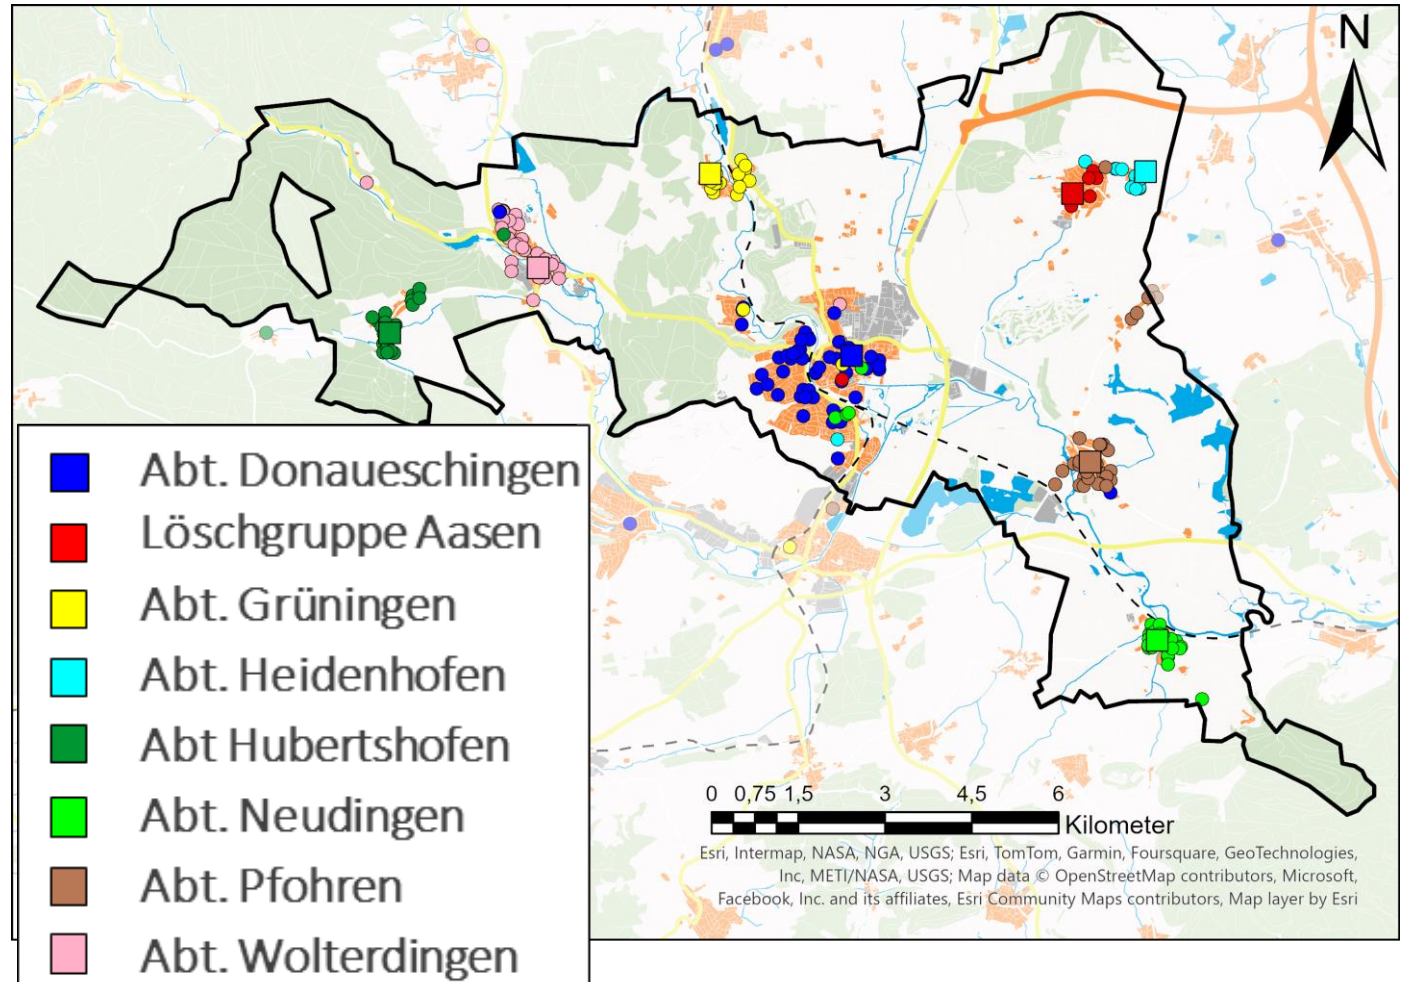 N
Abt. Donaueschingen
Löschgruppe Aasen
Abt. Grüningen
Abt. Heidenhofen
Abt Hubertshofen
Abt. Neudingen
Abt. Pfohren
Abt. Wolterdingen
0 0,75 1,5 3 4,5 6
Kilometer
Esri, Intermap, NASA, NGA, USGS; Esri, TomTom, Garmin, Foursquare, GeoTechnologies,
Inc, METI/NASA, USGS; Map data © OpenStreetMap contributors, Microsoft,
Facebook, Inc. and its affiliates, Esri Community Maps contributors, Map layer by Esri